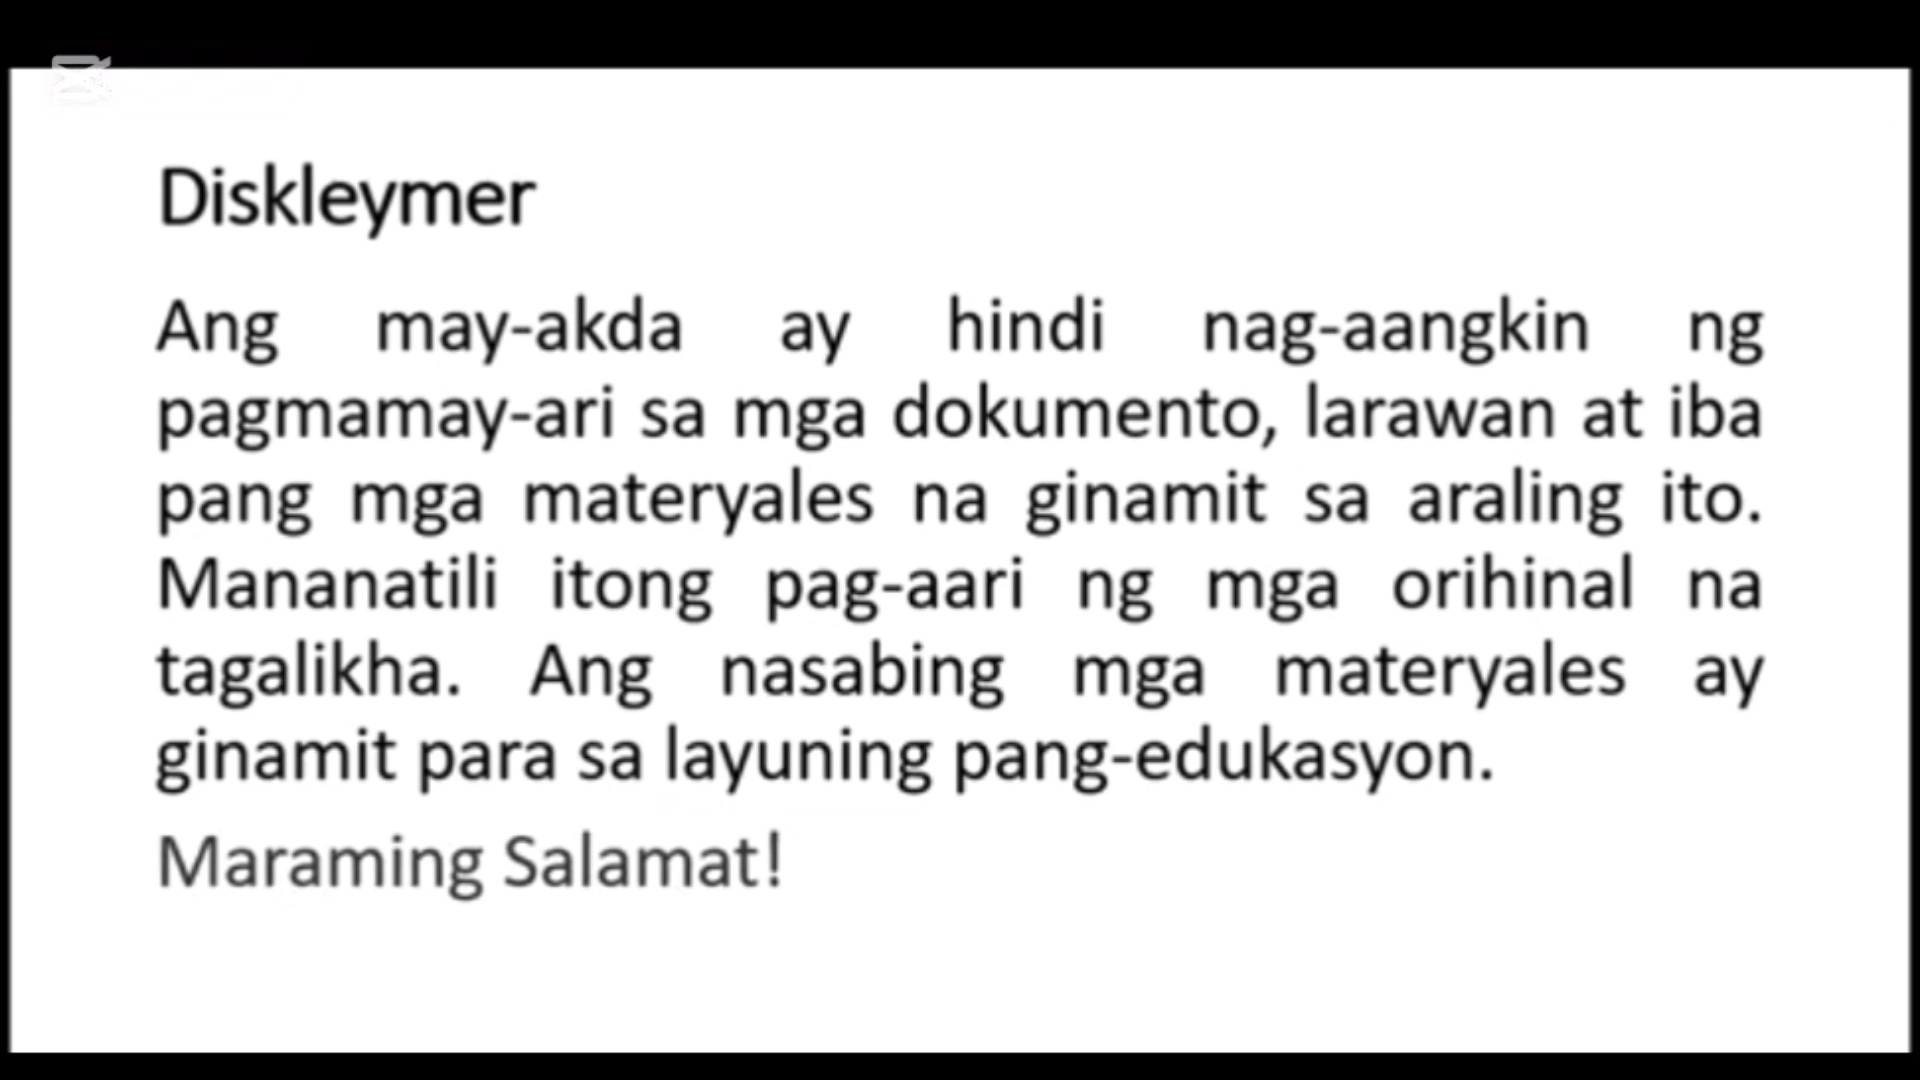 Diskleymer
Ang may-akda ay hindi nag-aangkin ng
pagmamay-ari sa mga dokumento, larawan at iba
pang mga materyales na ginamit sa araling ito.
Mananatili itong pag-aari ng mga orihinal na
tagalikha. Ang nasabing mga materyales ay
ginamit para sa layuning pang-edukasyon.
Maraming Salamat!